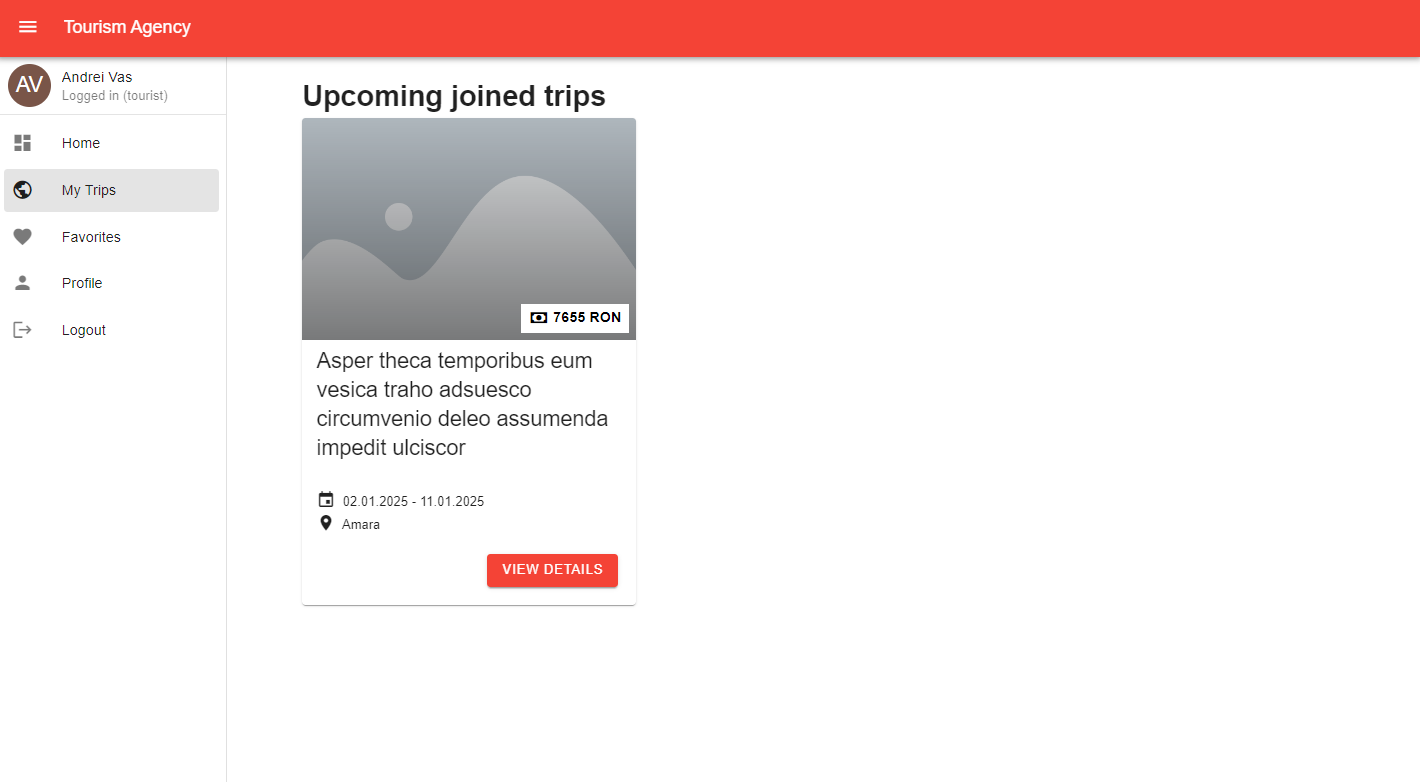 Tourism Agency
AV
Andrei Vas
Logged in (tourist)
Home
My Trips
Favorites
Profile
Logout
Upcoming joined trips
7655 RON
Asper theca temporibus eum
vesica traho adsuesco
circumvenio deleo assumenda
impedit ulciscor
02.01.2025 - 11.01.2025
Amara
VIEW DETAILS